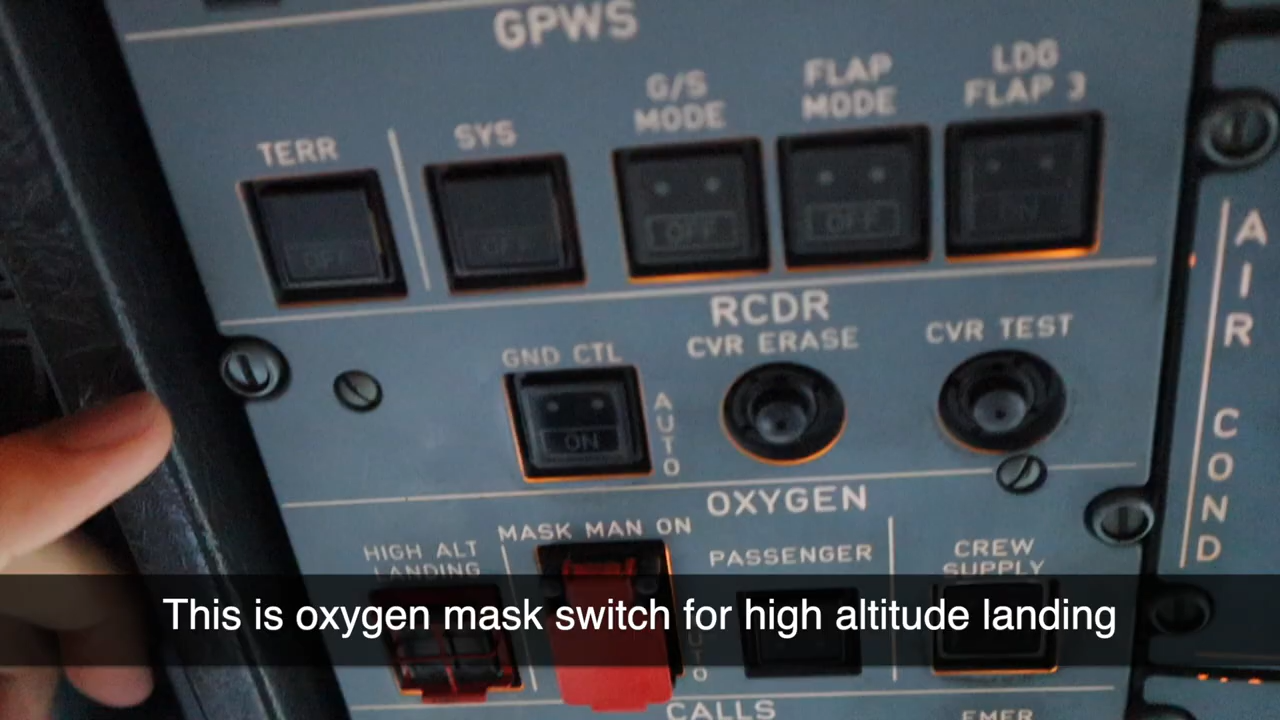 GPWS
TERR
SYS
G/S
MODE
FLAP
MODE
LDG
FLAP 3
OFF
OFF
OFF
OFF
ON
RCDR
GND CTL
CVR ERASE
CVR TEST
ON
AUTO
OXYGEN
HIGH ALT
LANDING
MASK MAN ON
PASSENGER
CREW
SUPPLY
This is oxygen mask switch for high altitude landing
CALLS
EMER
AIR COND